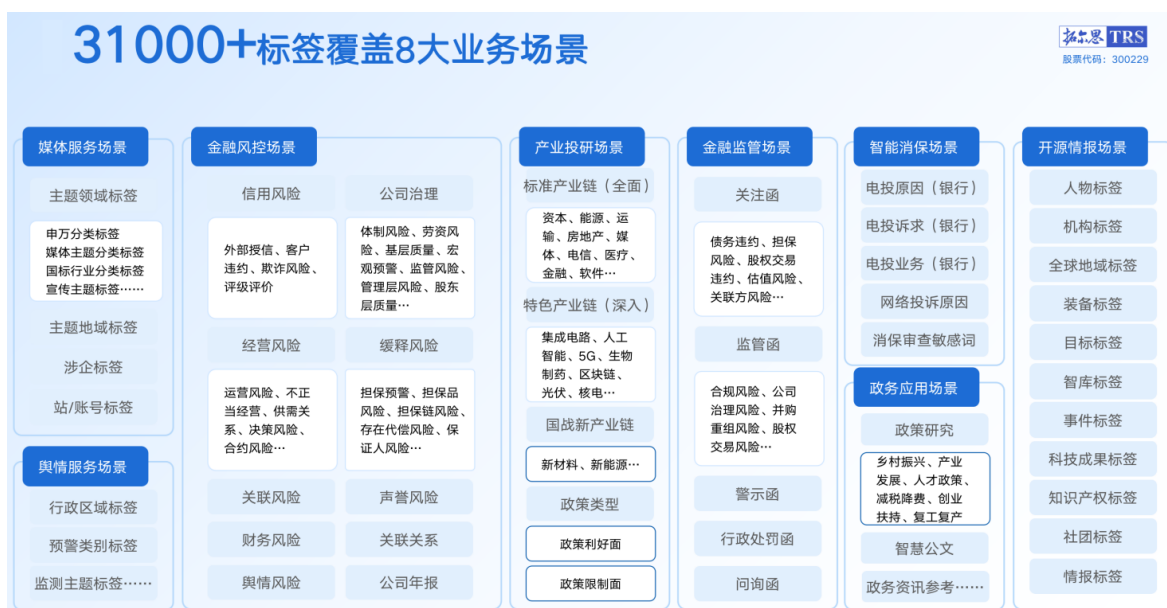 31000+标签覆盖8大业务场景
拓尔思 TRS
股票代码：300229
媒体服务场景
主题领域标签
申万分类标签
媒体主题分类标签
国标行业分类标签
宣传主题标签……
主题地域标签
涉企标签
站/账号标签
舆情服务场景
行政区域标签
预警类别标签
监测主题标签……
金融风控场景
信用风险
外部授信、客户
违约、欺诈风险、
评级评价
公司治理
体制风险、劳资风
险、基层质量、宏
观预警、监管风险、
管理层风险、股东
层质量…
经营风险
运营风险、不正
当经营、供需关
系、决策风险、
合约风险…
缓释风险
担保预警、担保品
风险、担保链风险、
存在代偿风险、保
证人风险…
关联风险
声誉风险
财务风险
关联关系
舆情风险
公司年报
产业投研场景
标准产业链（全面）
资本、能源、运
输、房地产、媒
体、电信、医疗、
金融、软件…
特色产业链（深入）
集成电路、人工
智能、5G、生物
制药、区块链、
光伏、核电…
国战新产业链
新材料、新能源…
政策类型
政策利好面
政策限制面
金融监管场景
关注函
债务违约、担保
风险、股权交易
违约、估值风险、
关联方风险…
监管函
合规风险、公司
治理风险、并购
重组风险、股权
交易风险…
警示函
行政处罚函
问询函
智能消保场景
电投原因（银行）
电投诉求（银行）
电投业务（银行）
网络投诉原因
消保审查敏感词
政务应用场景
政策研究
乡村振兴、产业
发展、人才政策、
减税降费、创业
扶持、复工复产
智慧公文
政务资讯参考……
开源情报场景
人物标签
机构标签
全球地域标签
装备标签
目标标签
智库标签
事件标签
科技成果标签
知识产权标签
社团标签
情报标签